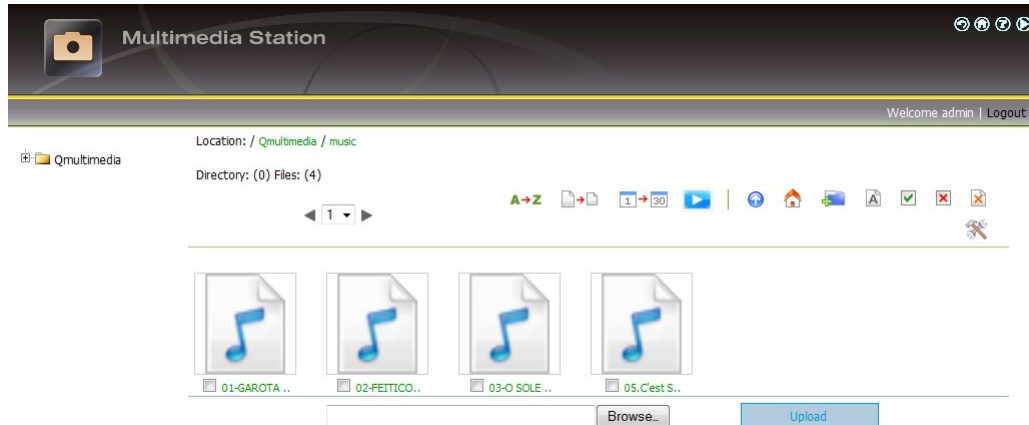 Multimedia Station
Welcome admin | Logout
Location: / Qmultimedia / music
Qmultimedia
Directory: (0) Files: (4)
1
A→Z 1→30 A
01-GAROTA .. 02-FEITICO.. 03-O SOLE .. 05.C'est S..
Browse... Upload